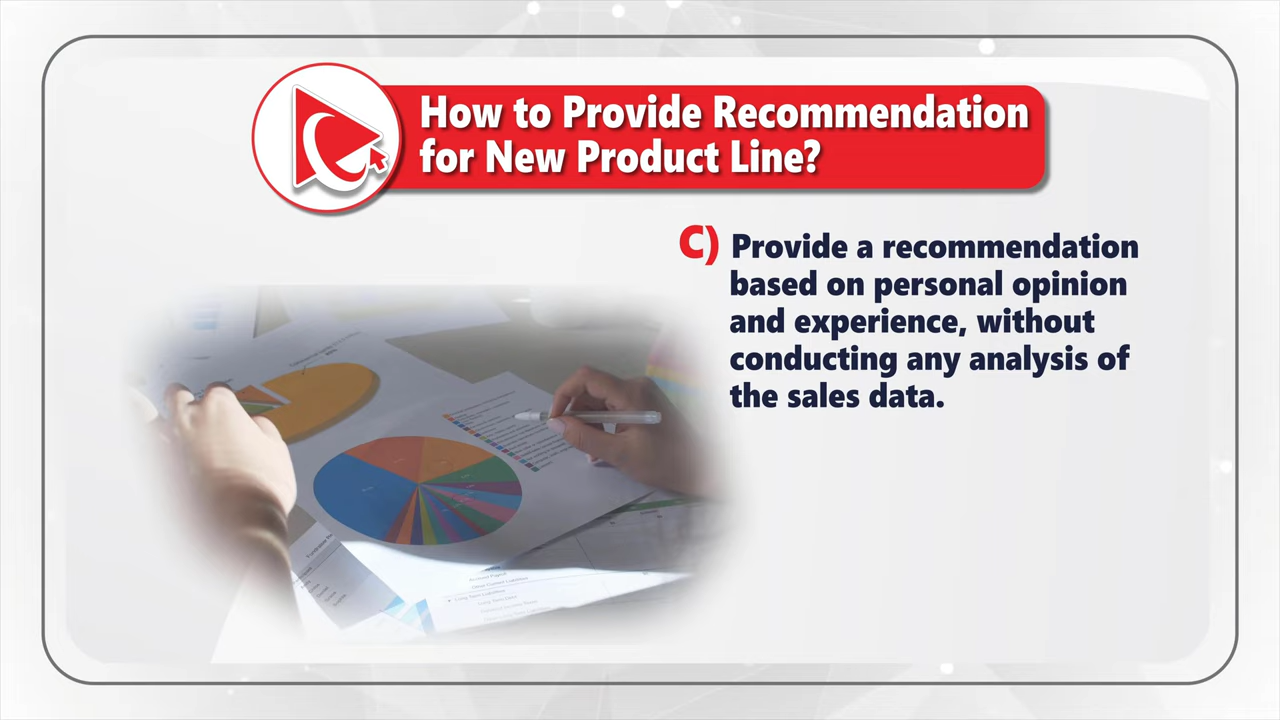 How to Provide Recommendation
for New Product Line?
C) Provide a recommendation
based on personal opinion
and experience, without
conducting any analysis of
the sales data.